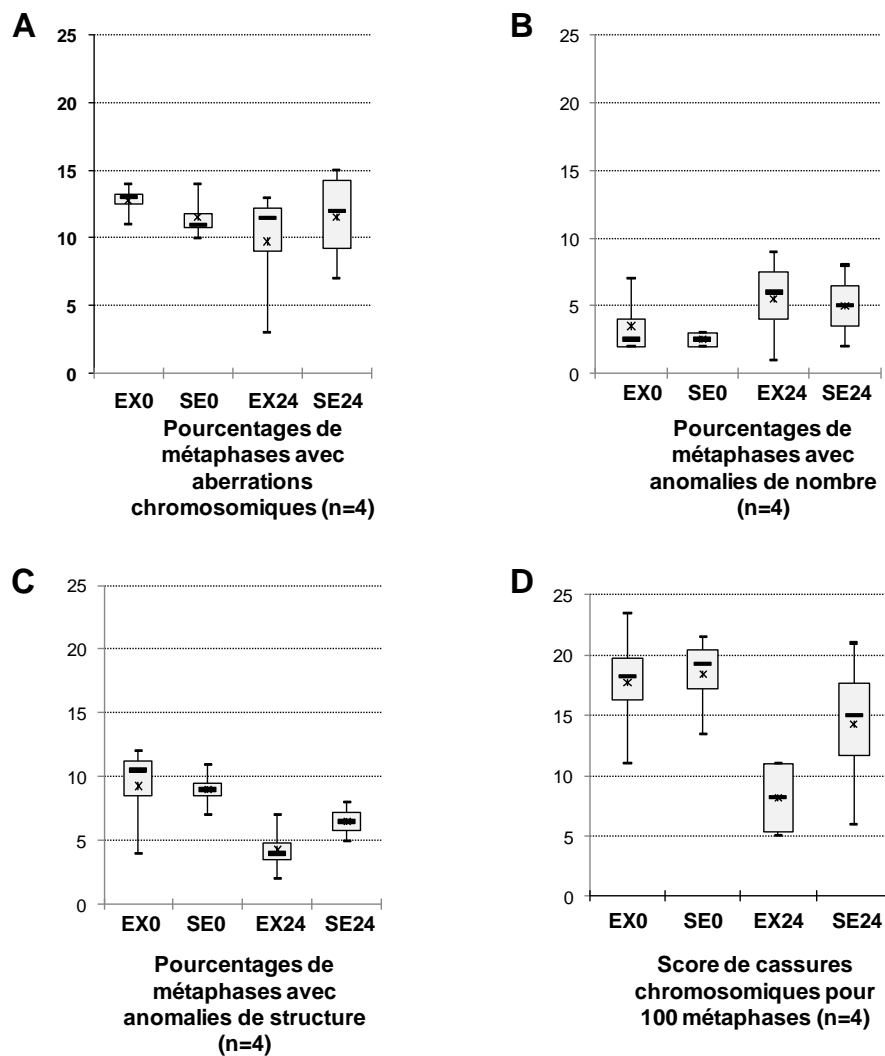 A
25
20
15
10
5
0
EX0 SE0 EX24 SE24
Pourcentages de
métaphases avec
aberrations
chromosomiques (n=4)
B
25
20
15
10
5
0
EX0 SE0 EX24 SE24
Pourcentages de
métaphases avec
anomalies de nombre
(n=4)
C
25
20
15
10
5
0
EX0 SE0 EX24 SE24
Pourcentages de
métaphases avec
anomalies de structure
(n=4)
D
25
20
15
10
5
0
EX0 SE0 EX24 SE24
Score de cassures
chromosomiques pour
100 métaphases (n=4)